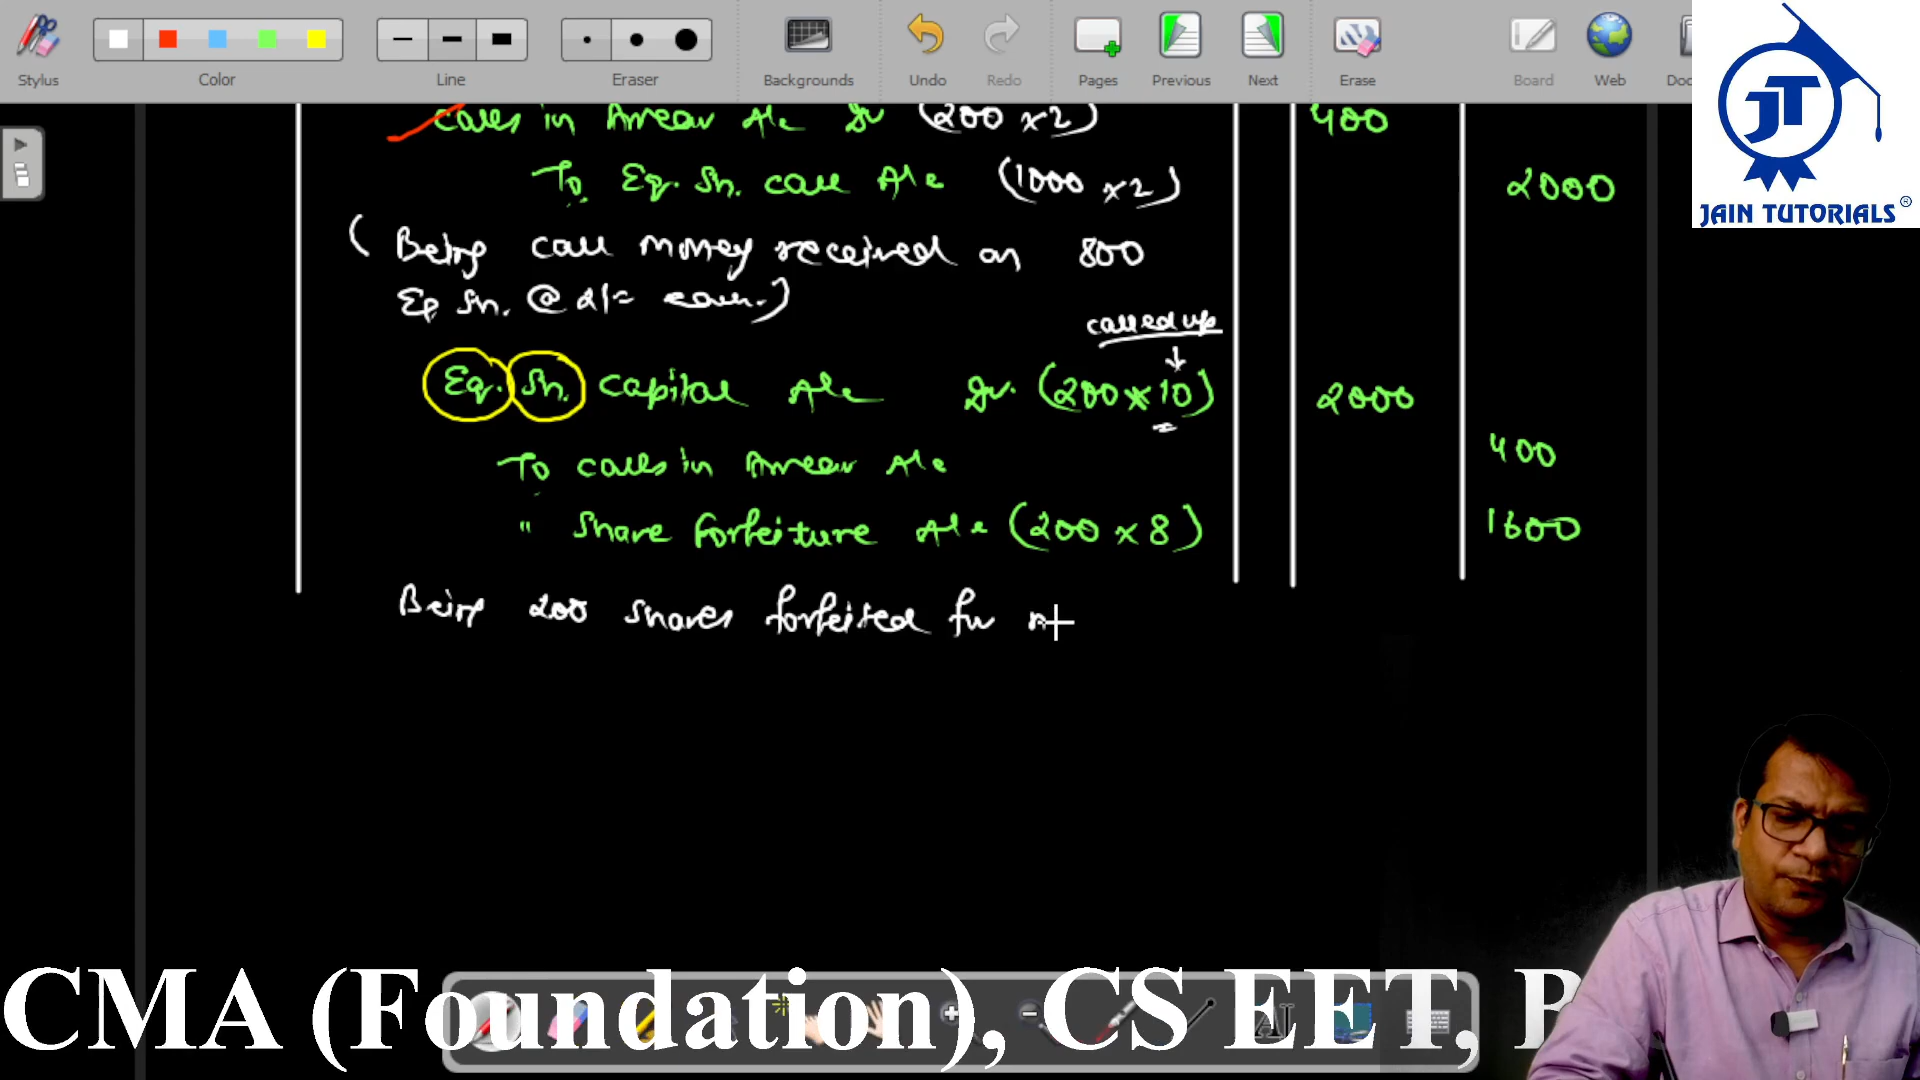 Stylus
Color
Line
Eraser
Backgrounds
Undo
Redo
Pages
Previous
Next
Erase
Board
Web
JT
JAIN TUTORIALS®
Calls in Arrear A/c Dr (200 x 2) 400
To Eq. Sh. call A/c (1000 x 2) 2000
(Being call money received on 800
Eq Sh. @ 2/= each.)
called up
Eq. Sh. Capital A/c Dr. (200 x 10) 2000
To calls in Arrear A/c 400
" Share forfeiture A/c (200 x 8) 1600
Being 200 shares forfeited for
CMA (Foundation), CS EET, B